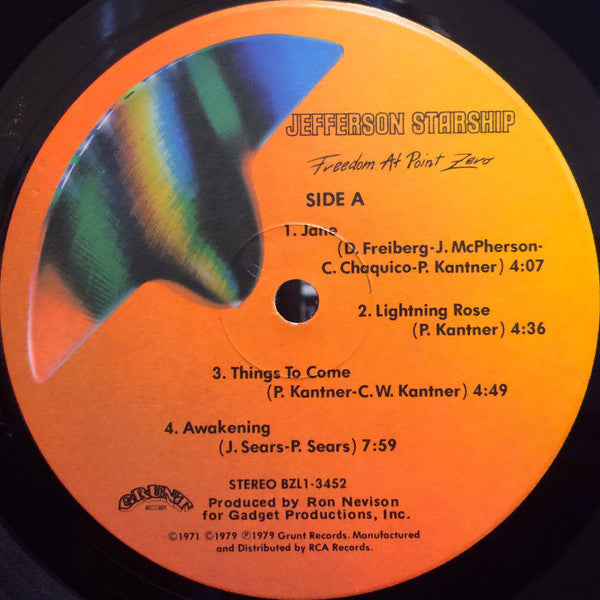 JEFFERSON STARSHIP
Freedom At Point Zero
SIDE A
1. Jane
(D. Freiberg-J. McPherson-
C. Chaquico-P. Kantner) 4:07
2. Lightning Rose
(P. Kantner) 4:36
3. Things To Come
(P. Kantner-C.W. Kantner) 4:49
4. Awakening
(J. Sears-P. Sears) 7:59
STEREO BZL1-3452
GRUNT
RECORDS
Produced by Ron Nevison
for Gadget Productions, Inc.
©1971 ©1979 ℗1979 Grunt Records. Manufactured
and Distributed by RCA Records.